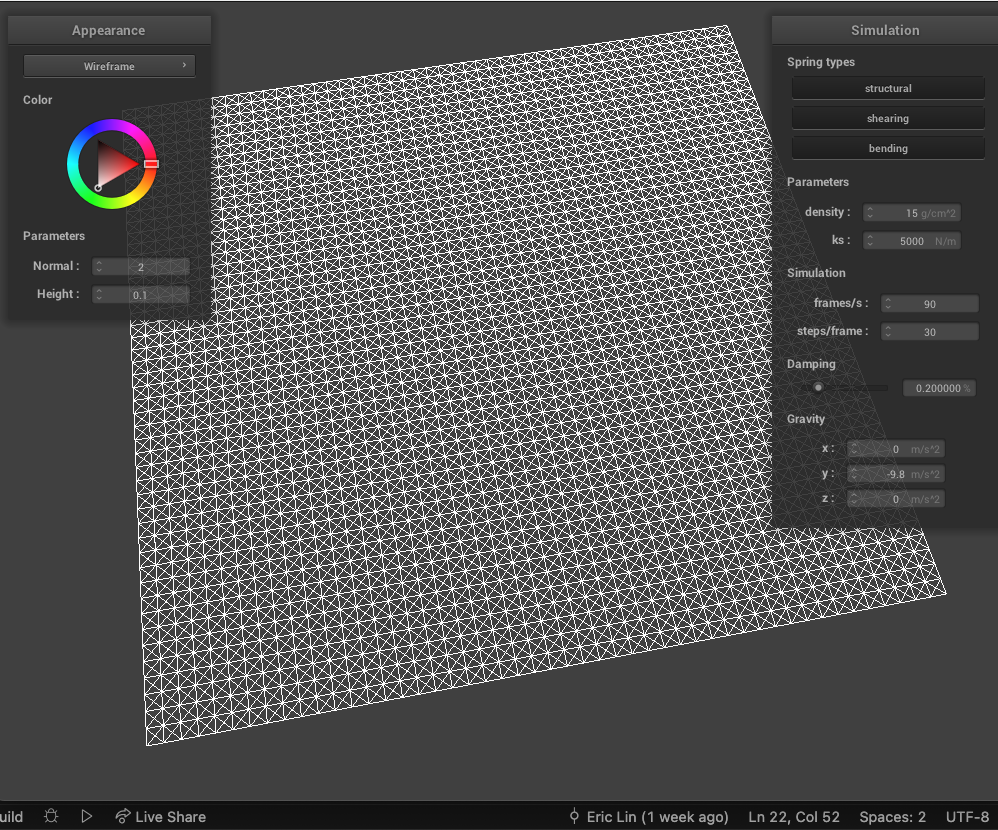 Appearance
Wireframe
Color
Parameters
Normal : 2
Height : 0.1
Simulation
Spring types
structural
shearing
bending
Parameters
density : 15 g/cm^2
ks : 5000 N/m
Simulation
frames/s : 90
steps/frame : 30
Damping
0.200000 %
Gravity
x : 0 m/s^2
y : -9.8 m/s^2
z : 0 m/s^2
uild Live Share Eric Lin (1 week ago) Ln 22, Col 52 Spaces: 2 UTF-8